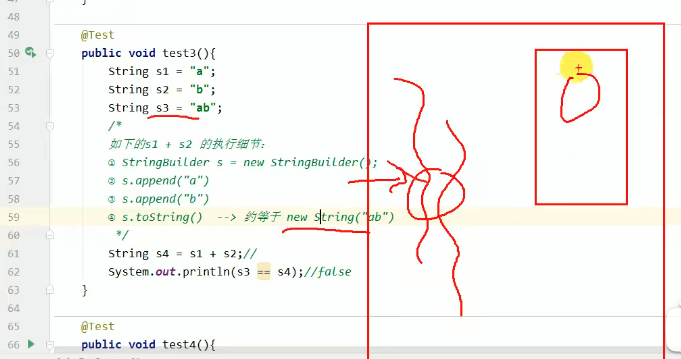 48
49 @Test
50 public void test3(){
51 String s1 = "a";
52 String s2 = "b";
53 String s3 = "ab";
54 /*
55 如下的s1 + s2 的执行细节:
56 ① StringBuilder s = new StringBuilder();
57 ② s.append("a")
58 ③ s.append("b")
59 ④ s.toString() --> 约等于 new String("ab")
60 */
61 String s4 = s1 + s2;//
62 System.out.println(s3 == s4);//false
63 }
64
65 @Test
66 public void test4(){